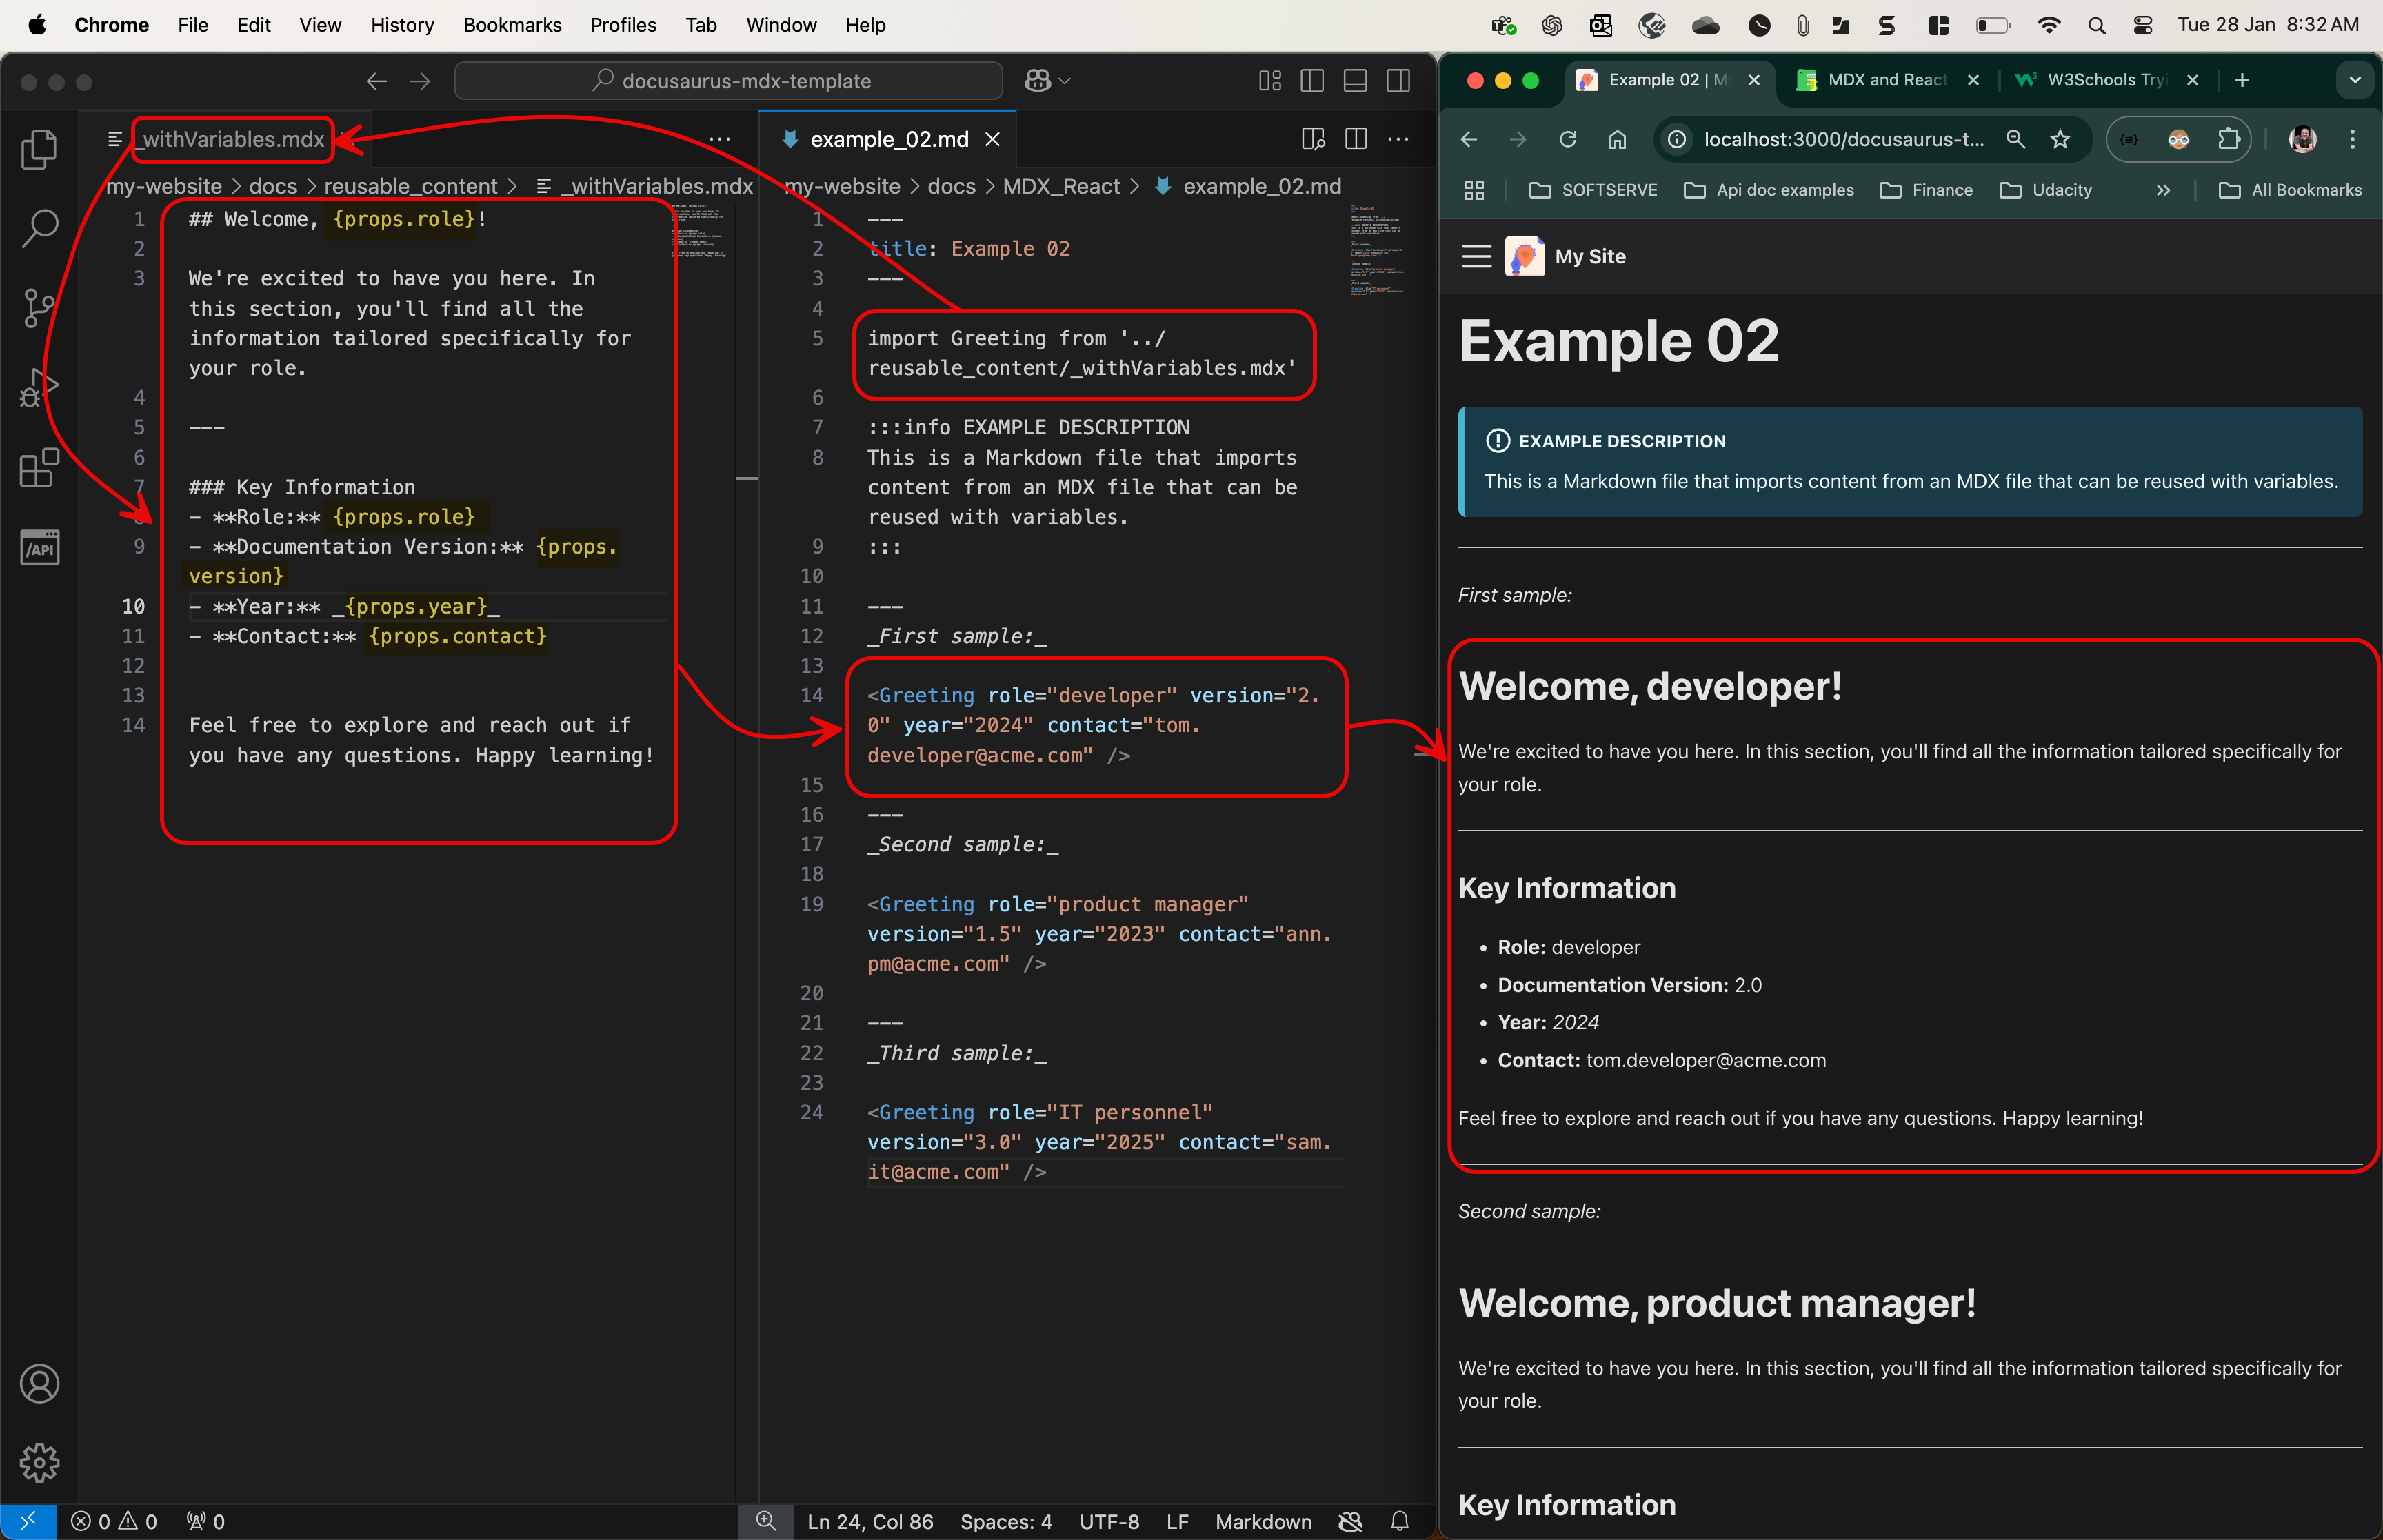 Chrome File Edit View History Bookmarks Profiles Tab Window Help
Tue 28 Jan 8:32 AM
docusaurus-mdx-template
_withVariables.mdx
my-website > docs > reusable_content > _withVariables.mdx
1 ## Welcome, {props.role}!
2
3 We're excited to have you here. In
this section, you'll find all the
information tailored specifically for
your role.
4
5 ---
6
7 ### Key Information
8 - **Role:** {props.role}
9 - **Documentation Version:** {props.
version}
10 - **Year:** _{props.year}_
11 - **Contact:** {props.contact}
12
13
14 Feel free to explore and reach out if
you have any questions. Happy learning!
/API
example_02.md
my-website > docs > MDX_React > example_02.md
1 ---
2 title: Example 02
3 ---
4
5 import Greeting from '../
reusable_content/_withVariables.mdx'
6
7 :::info EXAMPLE DESCRIPTION
8 This is a Markdown file that imports
content from an MDX file that can be
reused with variables.
9 :::
10
11 ---
12 _First sample:_
13
14 <Greeting role="developer" version="2.
0" year="2024" contact="tom.
developer@acme.com" />
15
16 ---
17 _Second sample:_
18
19 <Greeting role="product manager"
version="1.5" year="2023" contact="ann.
pm@acme.com" />
20
21 ---
22 _Third sample:_
23
24 <Greeting role="IT personnel"
version="3.0" year="2025" contact="sam.
it@acme.com" />
0 0 0
Ln 24, Col 86 Spaces: 4 UTF-8 LF Markdown
Example 02 | M MDX and React W3Schools Tryi
localhost:3000/docusaurus-t...
SOFTSERVE Api doc examples Finance Udacity All Bookmarks
My Site
Example 02
EXAMPLE DESCRIPTION
This is a Markdown file that imports content from an MDX file that can be reused with variables.
First sample:
Welcome, developer!
We're excited to have you here. In this section, you'll find all the information tailored specifically for
your role.
Key Information
• Role: developer
• Documentation Version: 2.0
• Year: 2024
• Contact: tom.developer@acme.com
Feel free to explore and reach out if you have any questions. Happy learning!
Second sample:
Welcome, product manager!
We're excited to have you here. In this section, you'll find all the information tailored specifically for
your role.
Key Information